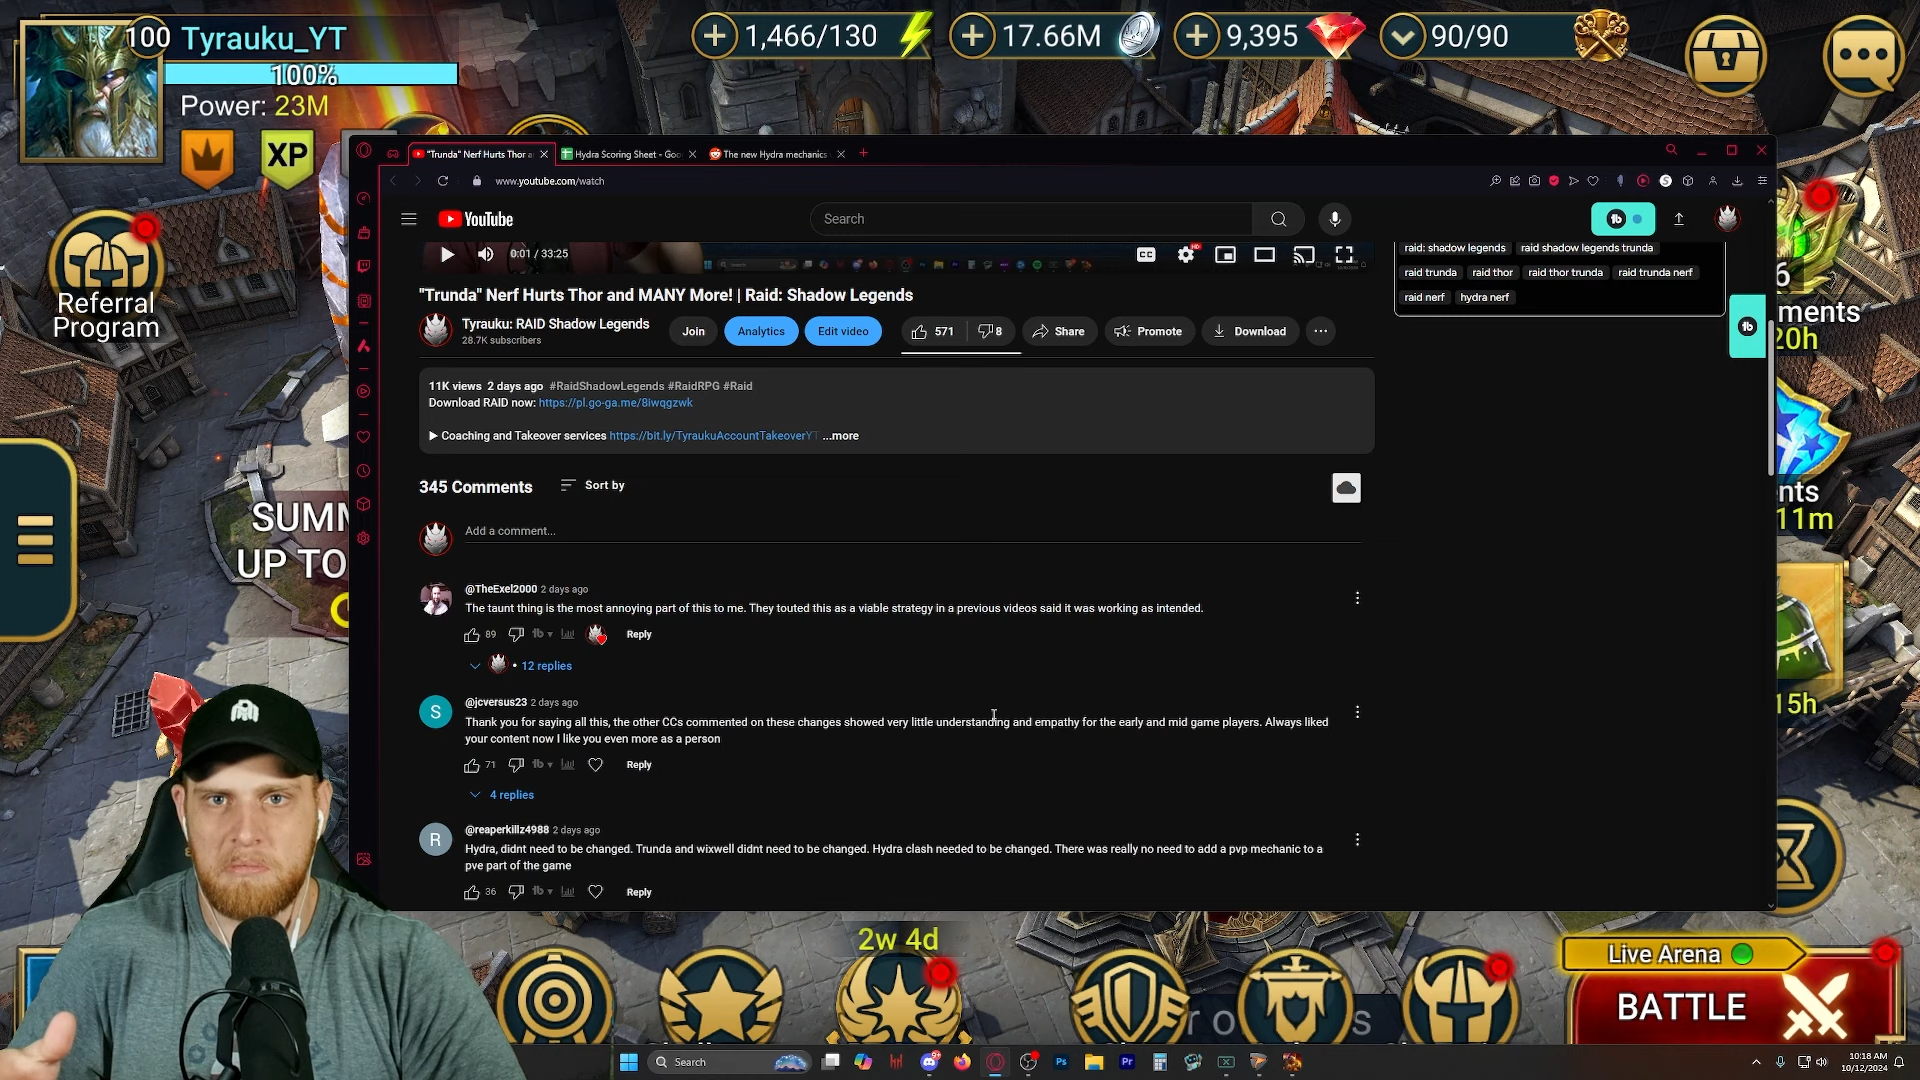 100 Tyrauku_YT
100%
Power: 23M
XP
1,466/130
17.66M
9,395
90/90
Referral
Program
SUMM
UP TO
"Trunda" Nerf Hurts Thor a
Hydra Scoring Sheet - Goo
The new Hydra mechanics
www.youtube.com/watch
YouTube
Search
0:01 / 33:25
CC
HD
raid: shadow legends raid shadow legends trunda
raid trunda raid thor raid thor trunda raid trunda nerf
raid nerf hydra nerf
"Trunda" Nerf Hurts Thor and MANY More! | Raid: Shadow Legends
Tyrauku: RAID Shadow Legends
28.7K subscribers
Join
Analytics
Edit video
571
8
Share
Promote
Download
11K views 2 days ago #RaidShadowLegends #RaidRPG #Raid
Download RAID now: https://pl.go-ga.me/8iwqgzwk
▶ Coaching and Takeover services https://bit.ly/TyraukuAccountTakeoverYT ...more
345 Comments
Sort by
Add a comment...
@TheExel2000 2 days ago
The taunt thing is the most annoying part of this to me. They touted this as a viable strategy in a previous videos said it was working as intended.
89 Reply
• 12 replies
S
@jcversus23 2 days ago
Thank you for saying all this, the other CCs commented on these changes showed very little understanding and empathy for the early and mid game players. Always liked
your content now I like you even more as a person
71 Reply
4 replies
R
@reaperkillz4988 2 days ago
Hydra, didnt need to be changed. Trunda and wixwell didnt need to be changed. Hydra clash needed to be changed. There was really no need to add a pvp mechanic to a
pve part of the game
36 Reply
6
ments
20h
nts
11m
15h
2w 4d
Live Arena
BATTLE
Search
Ps
Pr
10:18 AM
10/12/2024